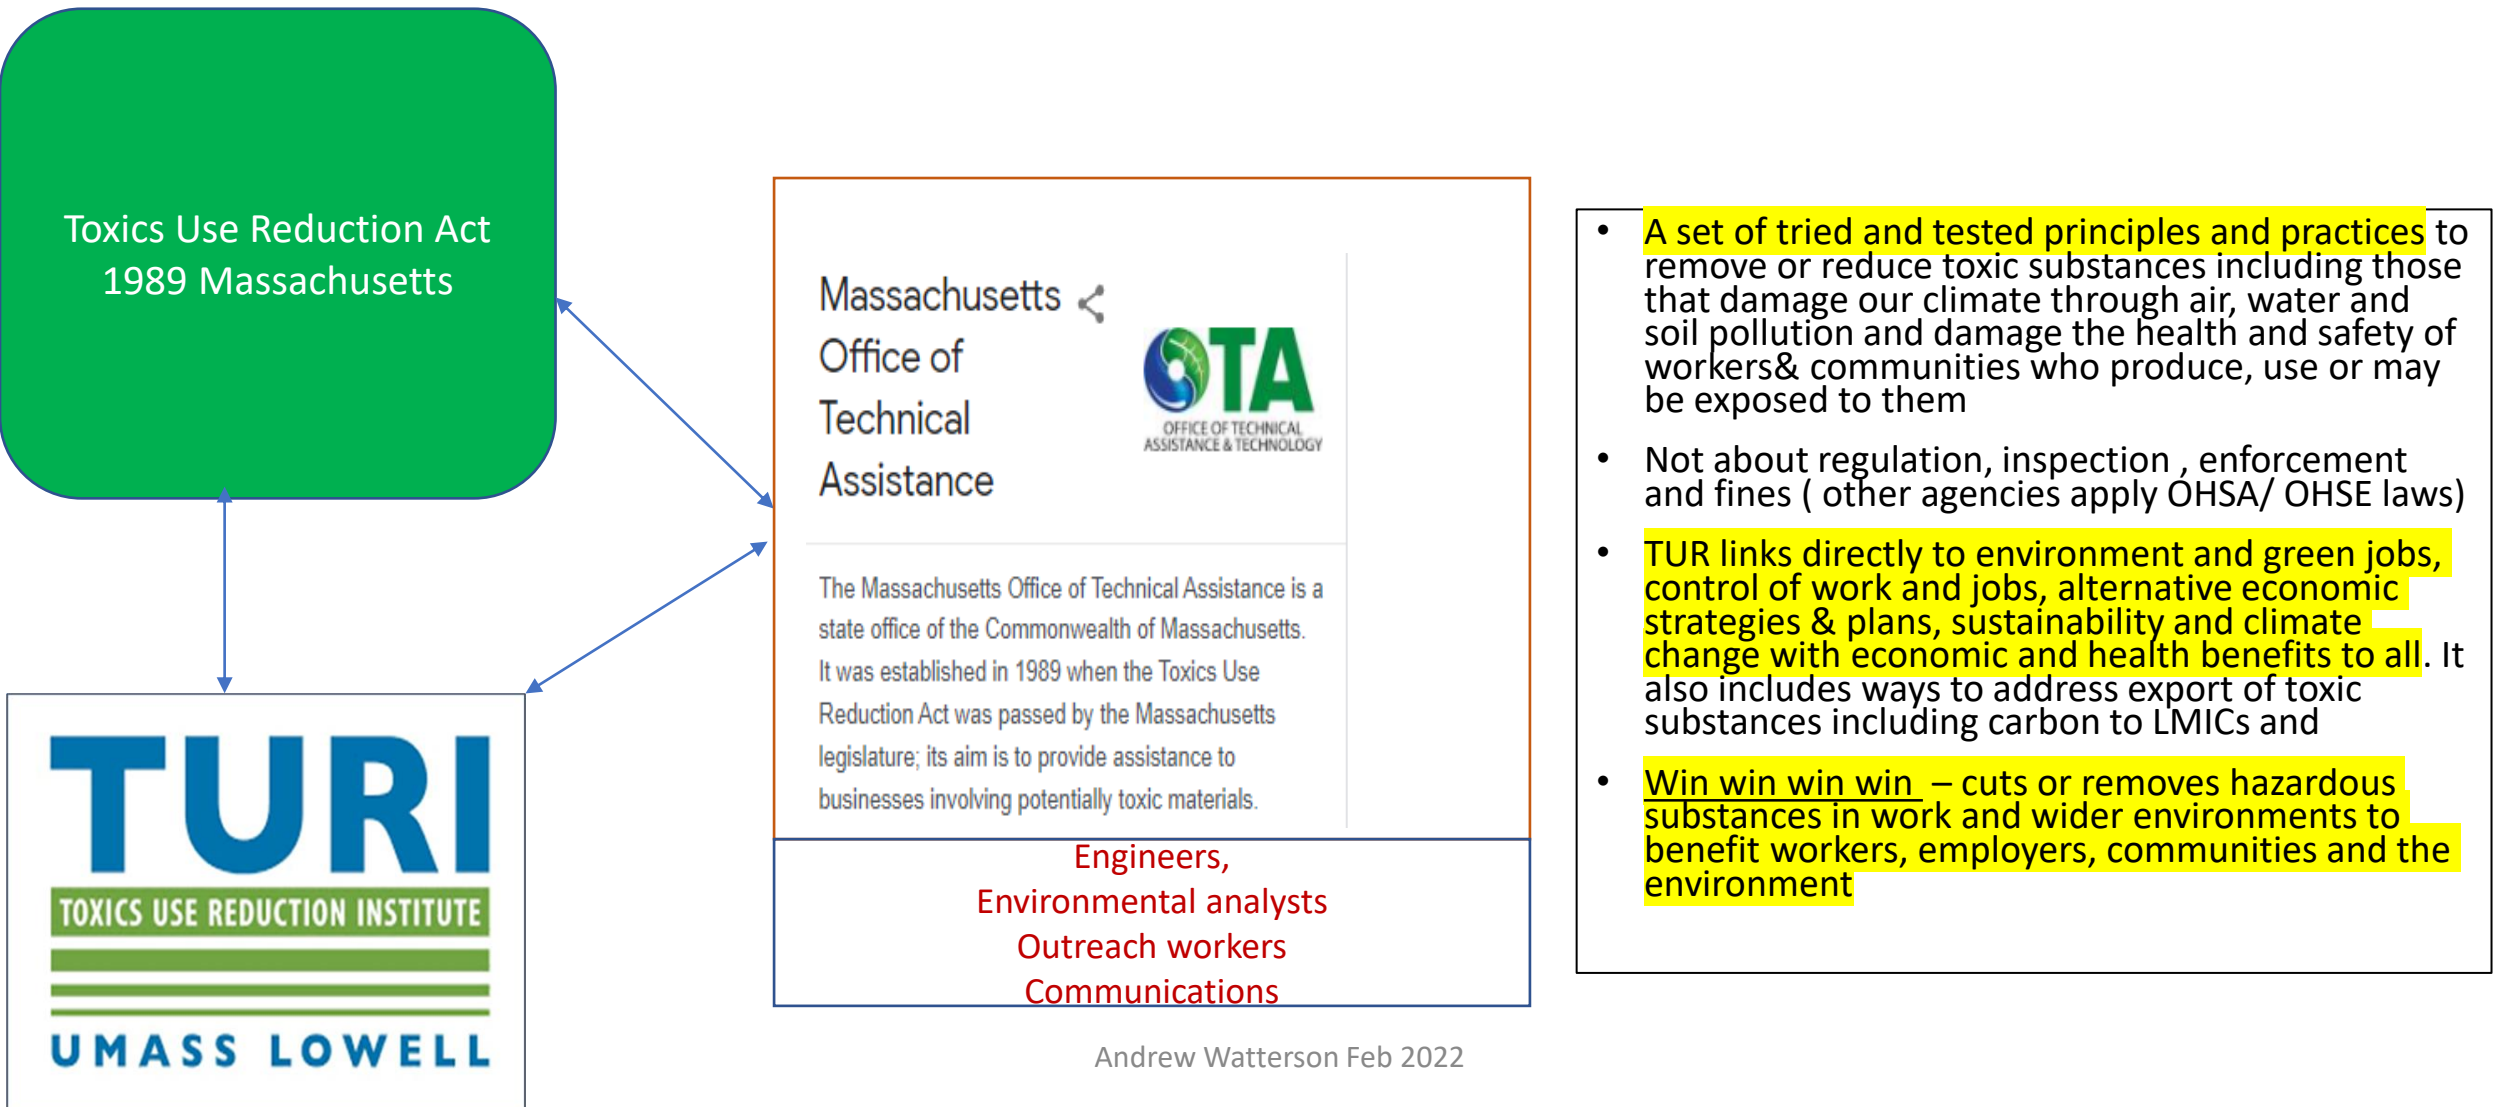 Toxics Use Reduction Act
1989 Massachusetts
TURI
TOXICS USE REDUCTION INSTITUTE
UMASS LOWELL
Massachusetts
Office of
Technical
Assistance
OTA
OFFICE OF TECHNICAL
ASSISTANCE & TECHNOLOGY
The Massachusetts Office of Technical Assistance is a
state office of the Commonwealth of Massachusetts.
It was established in 1989 when the Toxics Use
Reduction Act was passed by the Massachusetts
legislature; its aim is to provide assistance to
businesses involving potentially toxic materials.
Engineers,
Environmental analysts
Outreach workers
Communications
• A set of tried and tested principles and practices to
remove or reduce toxic substances including those
that damage our climate through air, water and
soil pollution and damage the health and safety of
workers& communities who produce, use or may
be exposed to them
• Not about regulation, inspection , enforcement
and fines ( other agencies apply OHSA/ OHSE laws)
• TUR links directly to environment and green jobs,
control of work and jobs, alternative economic
strategies & plans, sustainability and climate
change with economic and health benefits to all. It
also includes ways to address export of toxic
substances including carbon to LMICs and
• Win win win win – cuts or removes hazardous
substances in work and wider environments to
benefit workers, employers, communities and the
environment
Andrew Watterson Feb 2022